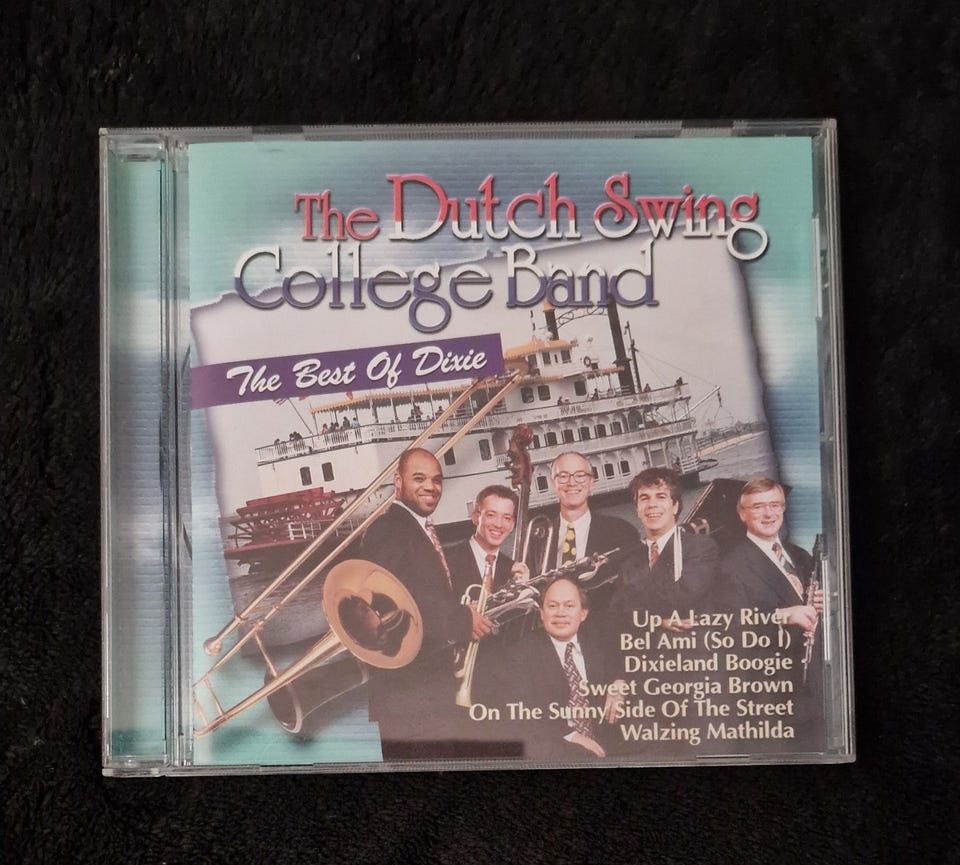 The Dutch Swing
College Band
The Best Of Dixie
Up A Lazy River
Bel Ami (So Do I)
Dixieland Boogie
Sweet Georgia Brown
On The Sunny Side Of The Street
Walzing Mathilda